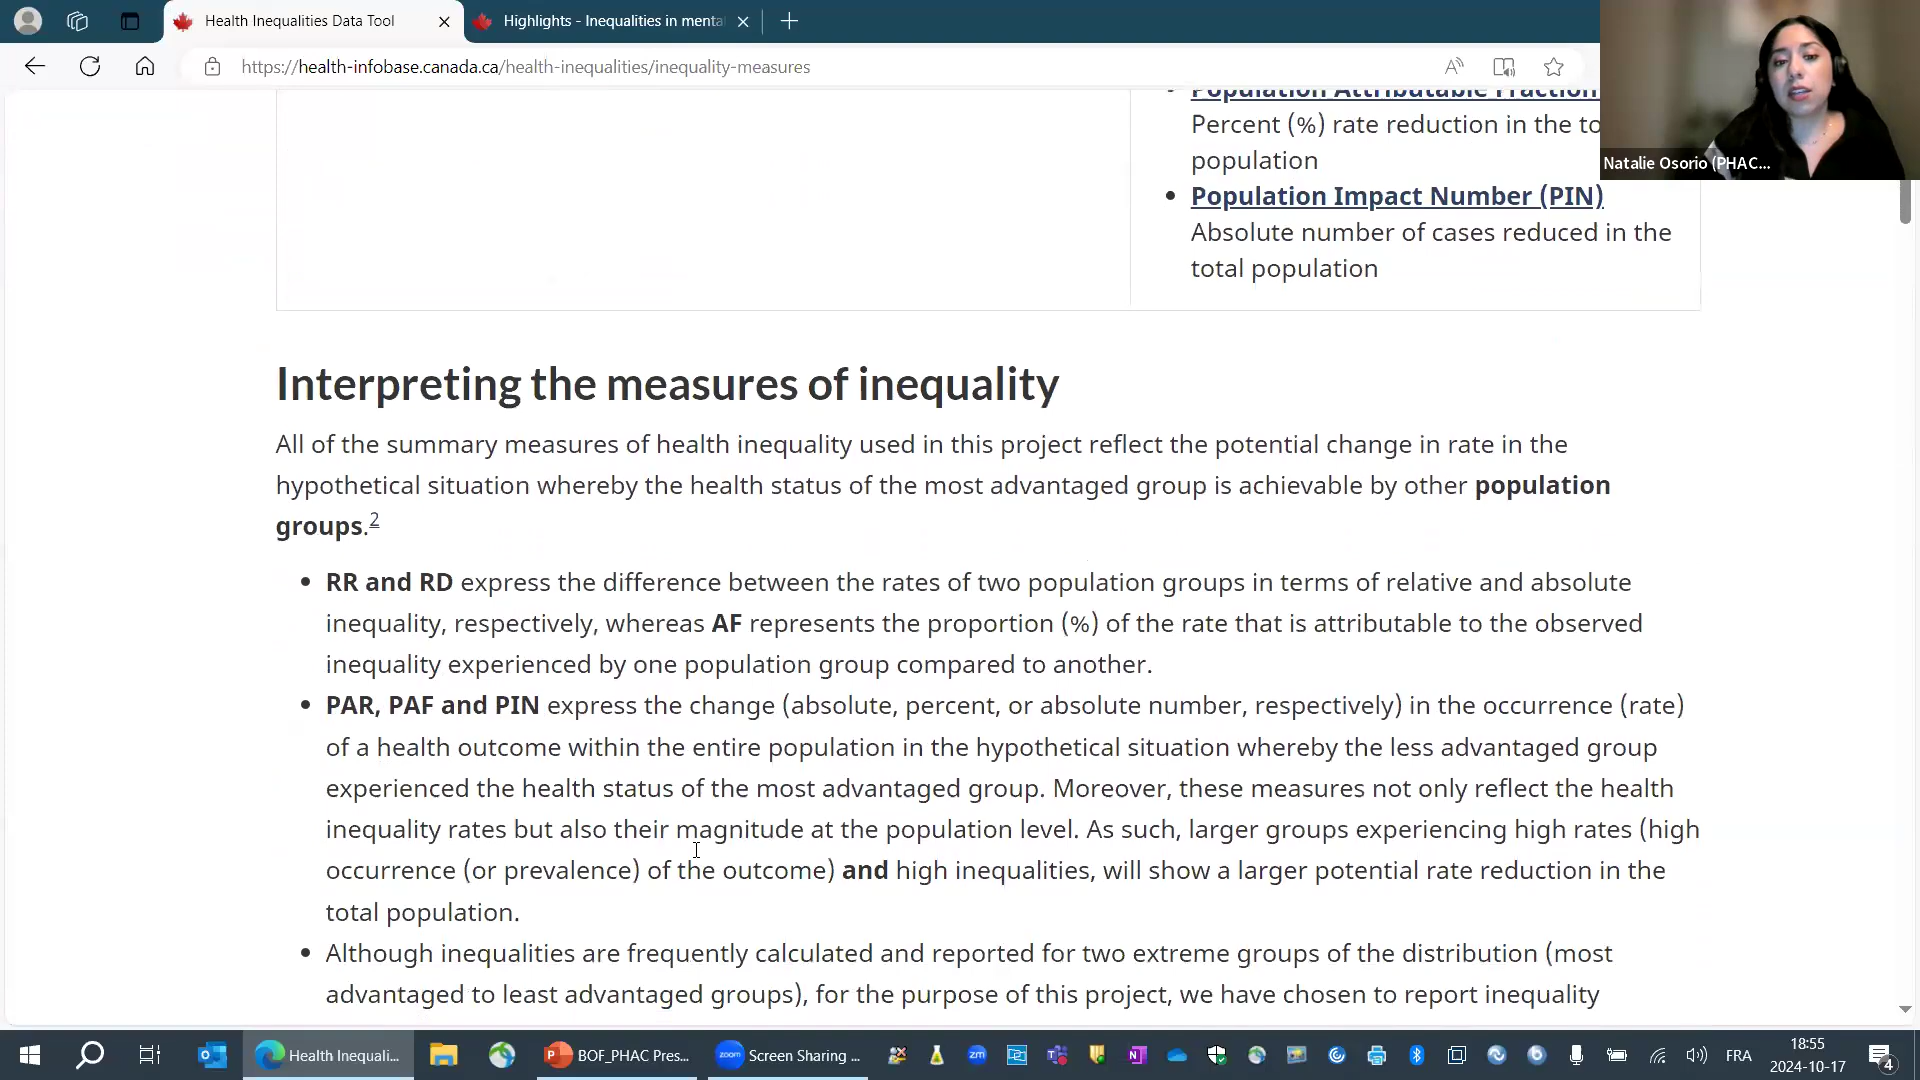 Health Inequalities Data Tool
Highlights - Inequalities in menta
https://health-infobase.canada.ca/health-inequalities/inequality-measures
Natalie Osorio (PHAC...
Population Attributable Fraction
Percent (%) rate reduction in the to
population
Population Impact Number (PIN)
Absolute number of cases reduced in the
total population
Interpreting the measures of inequality
All of the summary measures of health inequality used in this project reflect the potential change in rate in the
hypothetical situation whereby the health status of the most advantaged group is achievable by other population
groups.2
• RR and RD express the difference between the rates of two population groups in terms of relative and absolute
inequality, respectively, whereas AF represents the proportion (%) of the rate that is attributable to the observed
inequality experienced by one population group compared to another.
• PAR, PAF and PIN express the change (absolute, percent, or absolute number, respectively) in the occurrence (rate)
of a health outcome within the entire population in the hypothetical situation whereby the less advantaged group
experienced the health status of the most advantaged group. Moreover, these measures not only reflect the health
inequality rates but also their magnitude at the population level. As such, larger groups experiencing high rates (high
occurrence (or prevalence) of the outcome) and high inequalities, will show a larger potential rate reduction in the
total population.
• Although inequalities are frequently calculated and reported for two extreme groups of the distribution (most
advantaged to least advantaged groups), for the purpose of this project, we have chosen to report inequality
Health Inequali...
BOF_PHAC Pres...
zoom
Screen Sharing ...
zm
FRA
18:55
2024-10-17
4